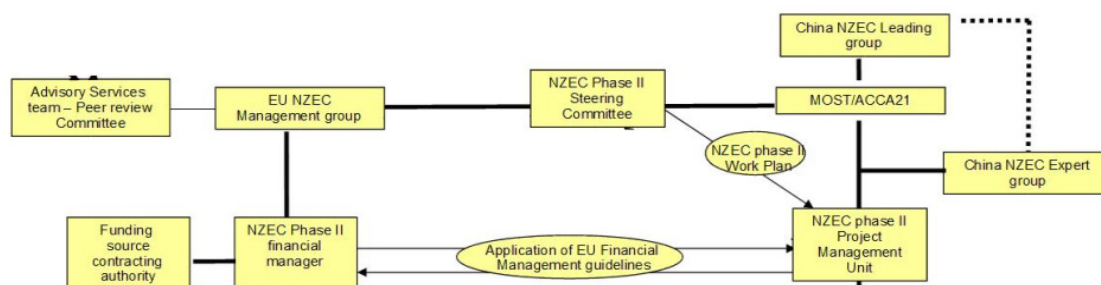 China NZEC Leading
group
Advisory Services
team – Peer review
Committee
EU NZEC
Management group
NZEC Phase II
Steering
Committee
MOST/ACCA21
NZEC phase II
Work Plan
China NZEC Expert
group
Funding
source
contracting
authority
NZEC Phase II
financial
manager
Application of EU Financial
Management guidelines
NZEC phase II
Project
Management
Unit